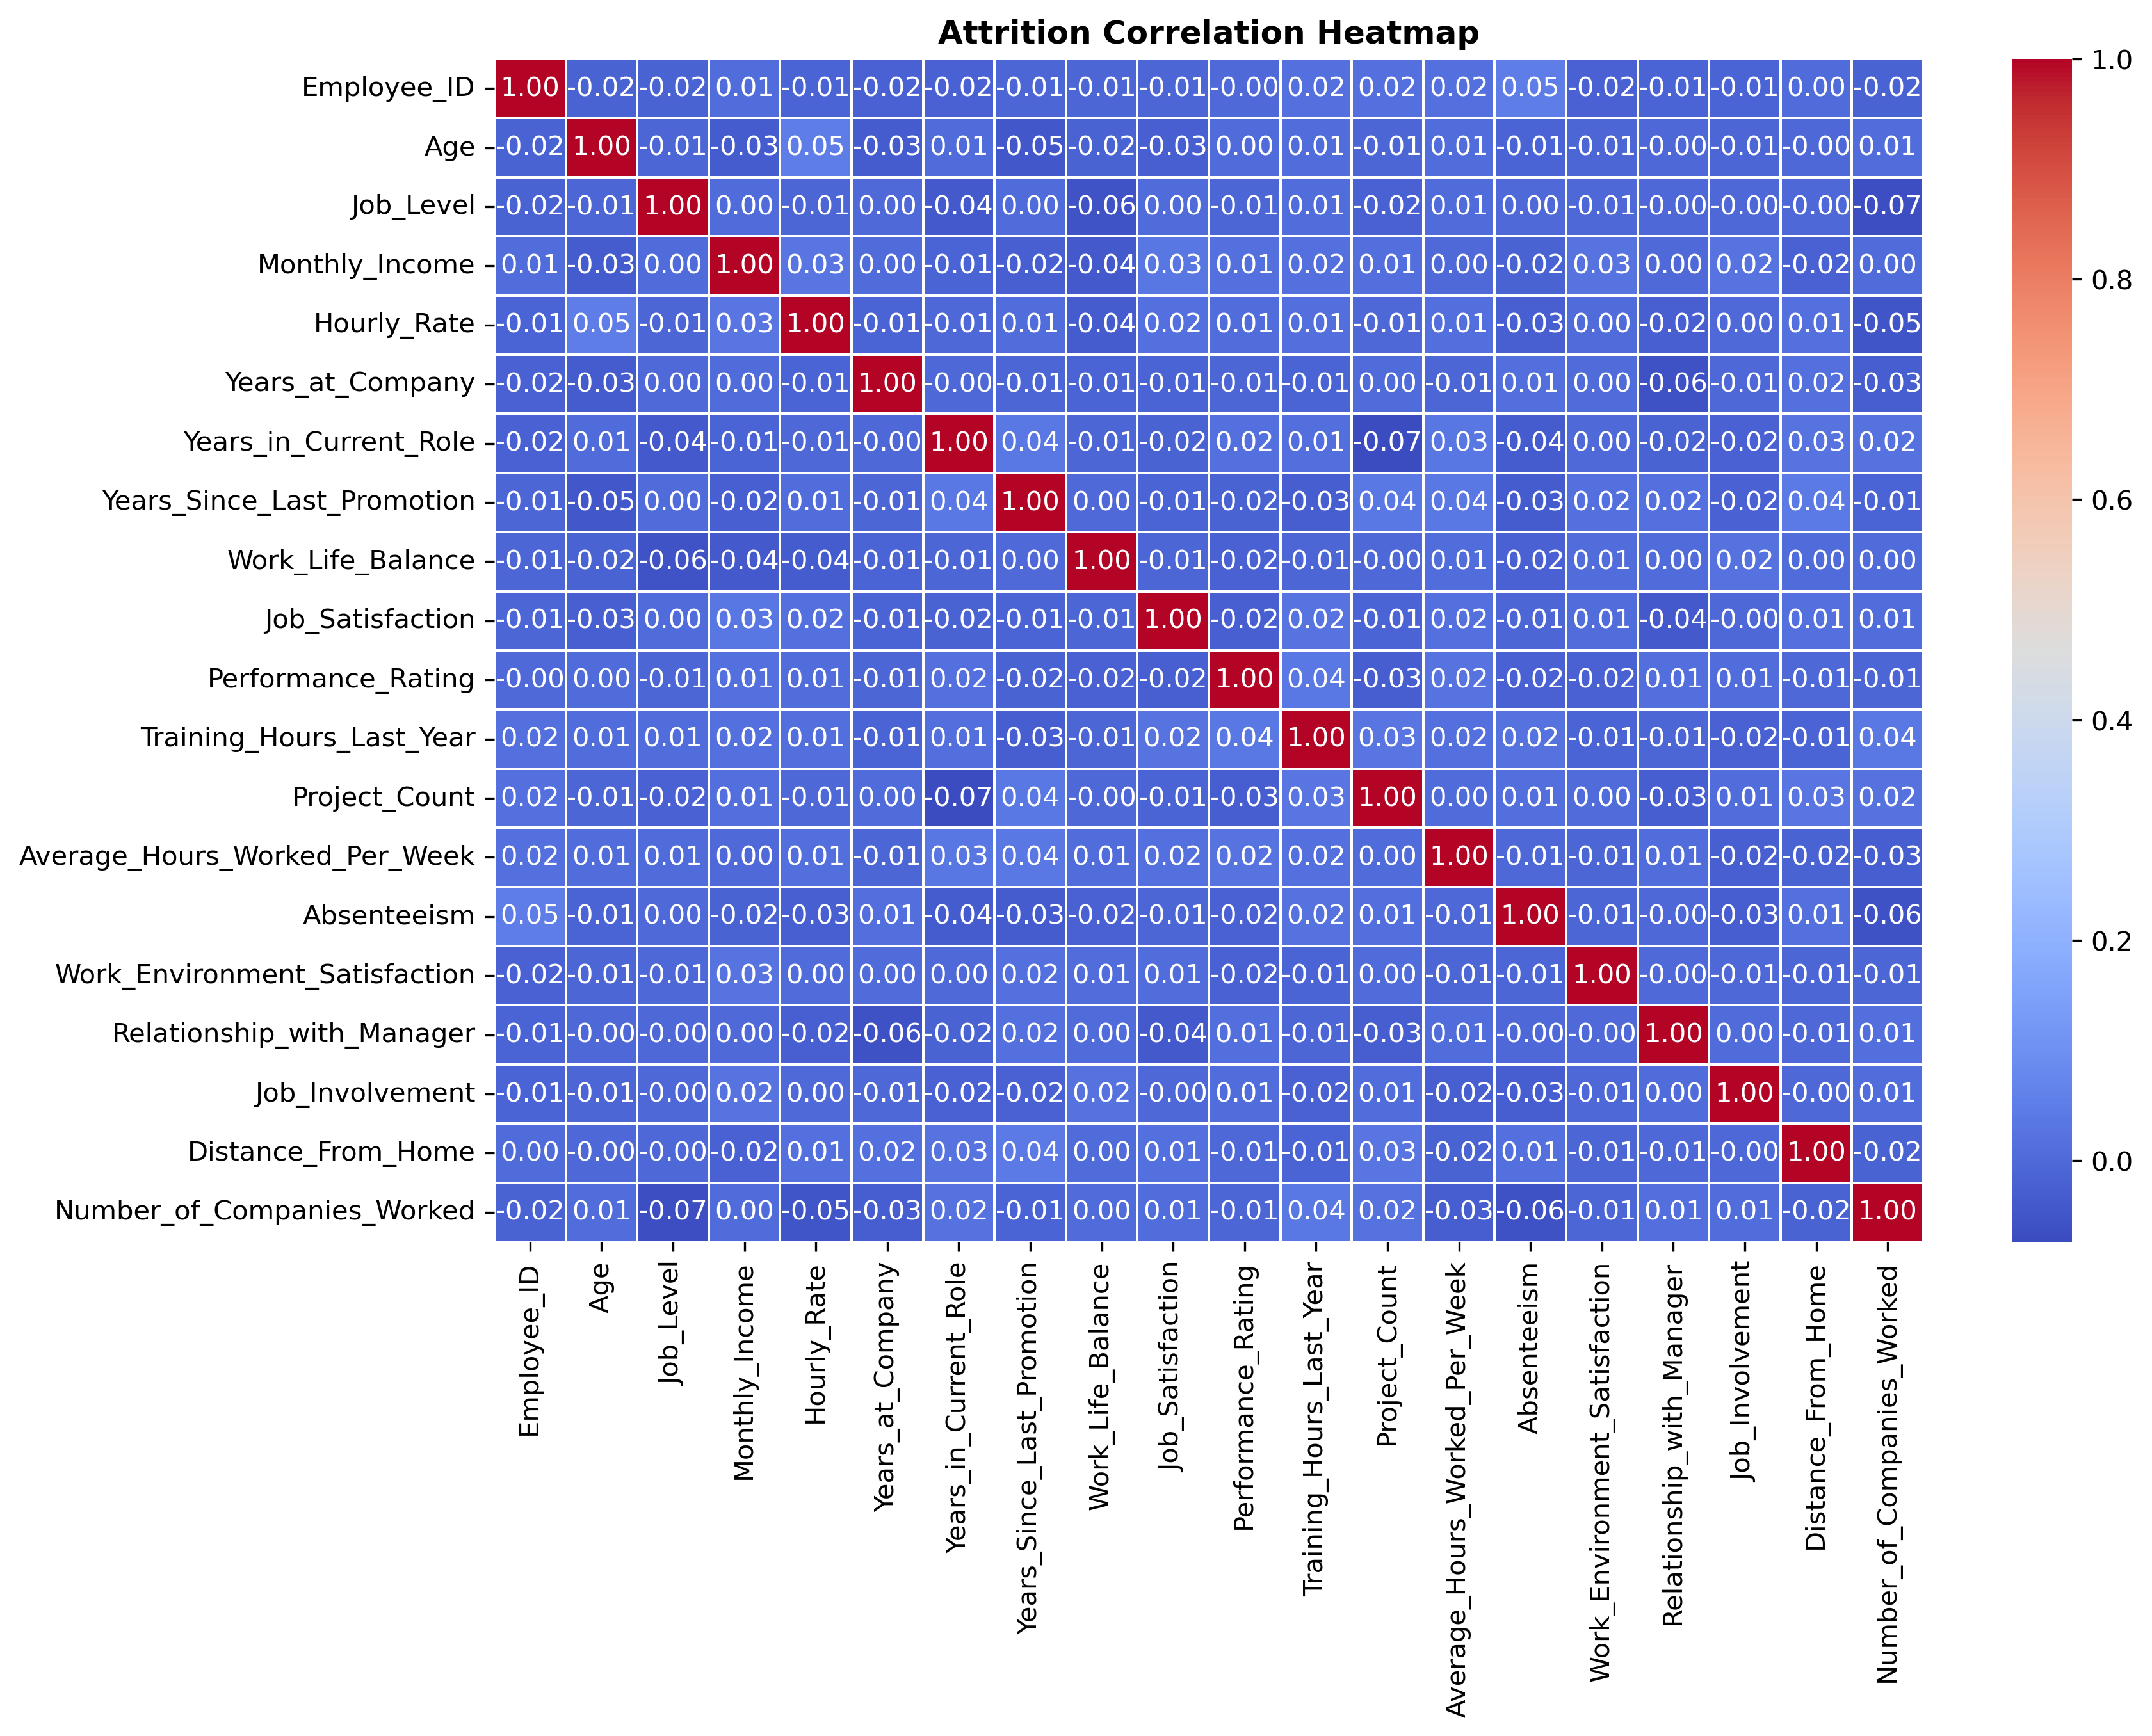 Attrition Correlation Heatmap
Employee_ID 1.00 -0.02 -0.02 0.01 -0.01 -0.02 -0.02 -0.01 -0.01 -0.01 -0.00 0.02 0.02 0.02 0.05 -0.02 -0.01 -0.01 0.00 -0.02
Age -0.02 1.00 -0.01 -0.03 0.05 -0.03 0.01 -0.05 -0.02 -0.03 0.00 0.01 -0.01 0.01 -0.01 -0.01 -0.00 -0.01 -0.00 0.01
Job_Level -0.02 -0.01 1.00 0.00 -0.01 0.00 -0.04 0.00 -0.06 0.00 -0.01 0.01 -0.02 0.01 0.00 -0.01 -0.00 -0.00 -0.00 -0.07
Monthly_Income 0.01 -0.03 0.00 1.00 0.03 0.00 -0.01 -0.02 -0.04 0.03 0.01 0.02 0.01 0.00 -0.02 0.03 0.00 0.02 -0.02 0.00
Hourly_Rate -0.01 0.05 -0.01 0.03 1.00 -0.01 -0.01 0.01 -0.04 0.02 0.01 0.01 -0.01 0.01 -0.03 0.00 -0.02 0.00 0.01 -0.05
Years_at_Company -0.02 -0.03 0.00 0.00 -0.01 1.00 -0.00 -0.01 -0.01 -0.01 -0.01 -0.01 0.00 -0.01 0.01 0.00 -0.06 -0.01 0.02 -0.03
Years_in_Current_Role -0.02 0.01 -0.04 -0.01 -0.01 -0.00 1.00 0.04 -0.01 -0.02 0.02 0.01 -0.07 0.03 -0.04 0.00 -0.02 -0.02 0.03 0.02
Years_Since_Last_Promotion -0.01 -0.05 0.00 -0.02 0.01 -0.01 0.04 1.00 0.00 -0.01 -0.02 -0.03 0.04 0.04 -0.03 0.02 0.02 -0.02 0.04 -0.01
Work_Life_Balance -0.01 -0.02 -0.06 -0.04 -0.04 -0.01 -0.01 0.00 1.00 -0.01 -0.02 -0.01 -0.00 0.01 -0.02 0.01 0.00 0.02 0.00 0.00
Job_Satisfaction -0.01 -0.03 0.00 0.03 0.02 -0.01 -0.02 -0.01 -0.01 1.00 -0.02 0.02 -0.01 0.02 -0.01 0.01 -0.04 -0.00 0.01 0.01
Performance_Rating -0.00 0.00 -0.01 0.01 0.01 -0.01 0.02 -0.02 -0.02 -0.02 1.00 0.04 -0.03 0.02 -0.02 -0.02 0.01 0.01 -0.01 -0.01
Training_Hours_Last_Year 0.02 0.01 0.01 0.02 0.01 -0.01 0.01 -0.03 -0.01 0.02 0.04 1.00 0.03 0.02 0.02 -0.01 -0.01 -0.02 -0.01 0.04
Project_Count 0.02 -0.01 -0.02 0.01 -0.01 0.00 -0.07 0.04 -0.00 -0.01 -0.03 0.03 1.00 0.00 0.01 0.00 -0.03 0.01 0.03 0.02
Average_Hours_Worked_Per_Week 0.02 0.01 0.01 0.00 0.01 -0.01 0.03 0.04 0.01 0.02 0.02 0.02 0.00 1.00 -0.01 -0.01 0.01 -0.02 -0.02 -0.03
Absenteeism 0.05 -0.01 0.00 -0.02 -0.03 0.01 -0.04 -0.03 -0.02 -0.01 -0.02 0.02 0.01 -0.01 1.00 -0.01 -0.00 -0.03 0.01 -0.06
Work_Environment_Satisfaction -0.02 -0.01 -0.01 0.03 0.00 0.00 0.00 0.02 0.01 0.01 -0.02 -0.01 0.00 -0.01 -0.01 1.00 -0.00 -0.01 -0.01 -0.01
Relationship_with_Manager -0.01 -0.00 -0.00 0.00 -0.02 -0.06 -0.02 0.02 0.00 -0.04 0.01 -0.01 -0.03 0.01 -0.00 -0.00 1.00 0.00 -0.01 0.01
Job_Involvement -0.01 -0.01 -0.00 0.02 0.00 -0.01 -0.02 -0.02 0.02 -0.00 0.01 -0.02 0.01 -0.02 -0.03 -0.01 0.00 1.00 -0.00 0.01
Distance_From_Home 0.00 -0.00 -0.00 -0.02 0.01 0.02 0.03 0.04 0.00 0.01 -0.01 -0.01 0.03 -0.02 0.01 -0.01 -0.01 -0.00 1.00 -0.02
Number_of_Companies_Worked -0.02 0.01 -0.07 0.00 -0.05 -0.03 0.02 -0.01 0.00 0.01 -0.01 0.04 0.02 -0.03 -0.06 -0.01 0.01 0.01 -0.02 1.00
Employee_ID
Age
Job_Level
Monthly_Income
Hourly_Rate
Years_at_Company
Years_in_Current_Role
Years_Since_Last_Promotion
Work_Life_Balance
Job_Satisfaction
Performance_Rating
Training_Hours_Last_Year
Project_Count
Average_Hours_Worked_Per_Week
Absenteeism
Work_Environment_Satisfaction
Relationship_with_Manager
Job_Involvement
Distance_From_Home
Number_of_Companies_Worked
1.0
0.8
0.6
0.4
0.2
0.0